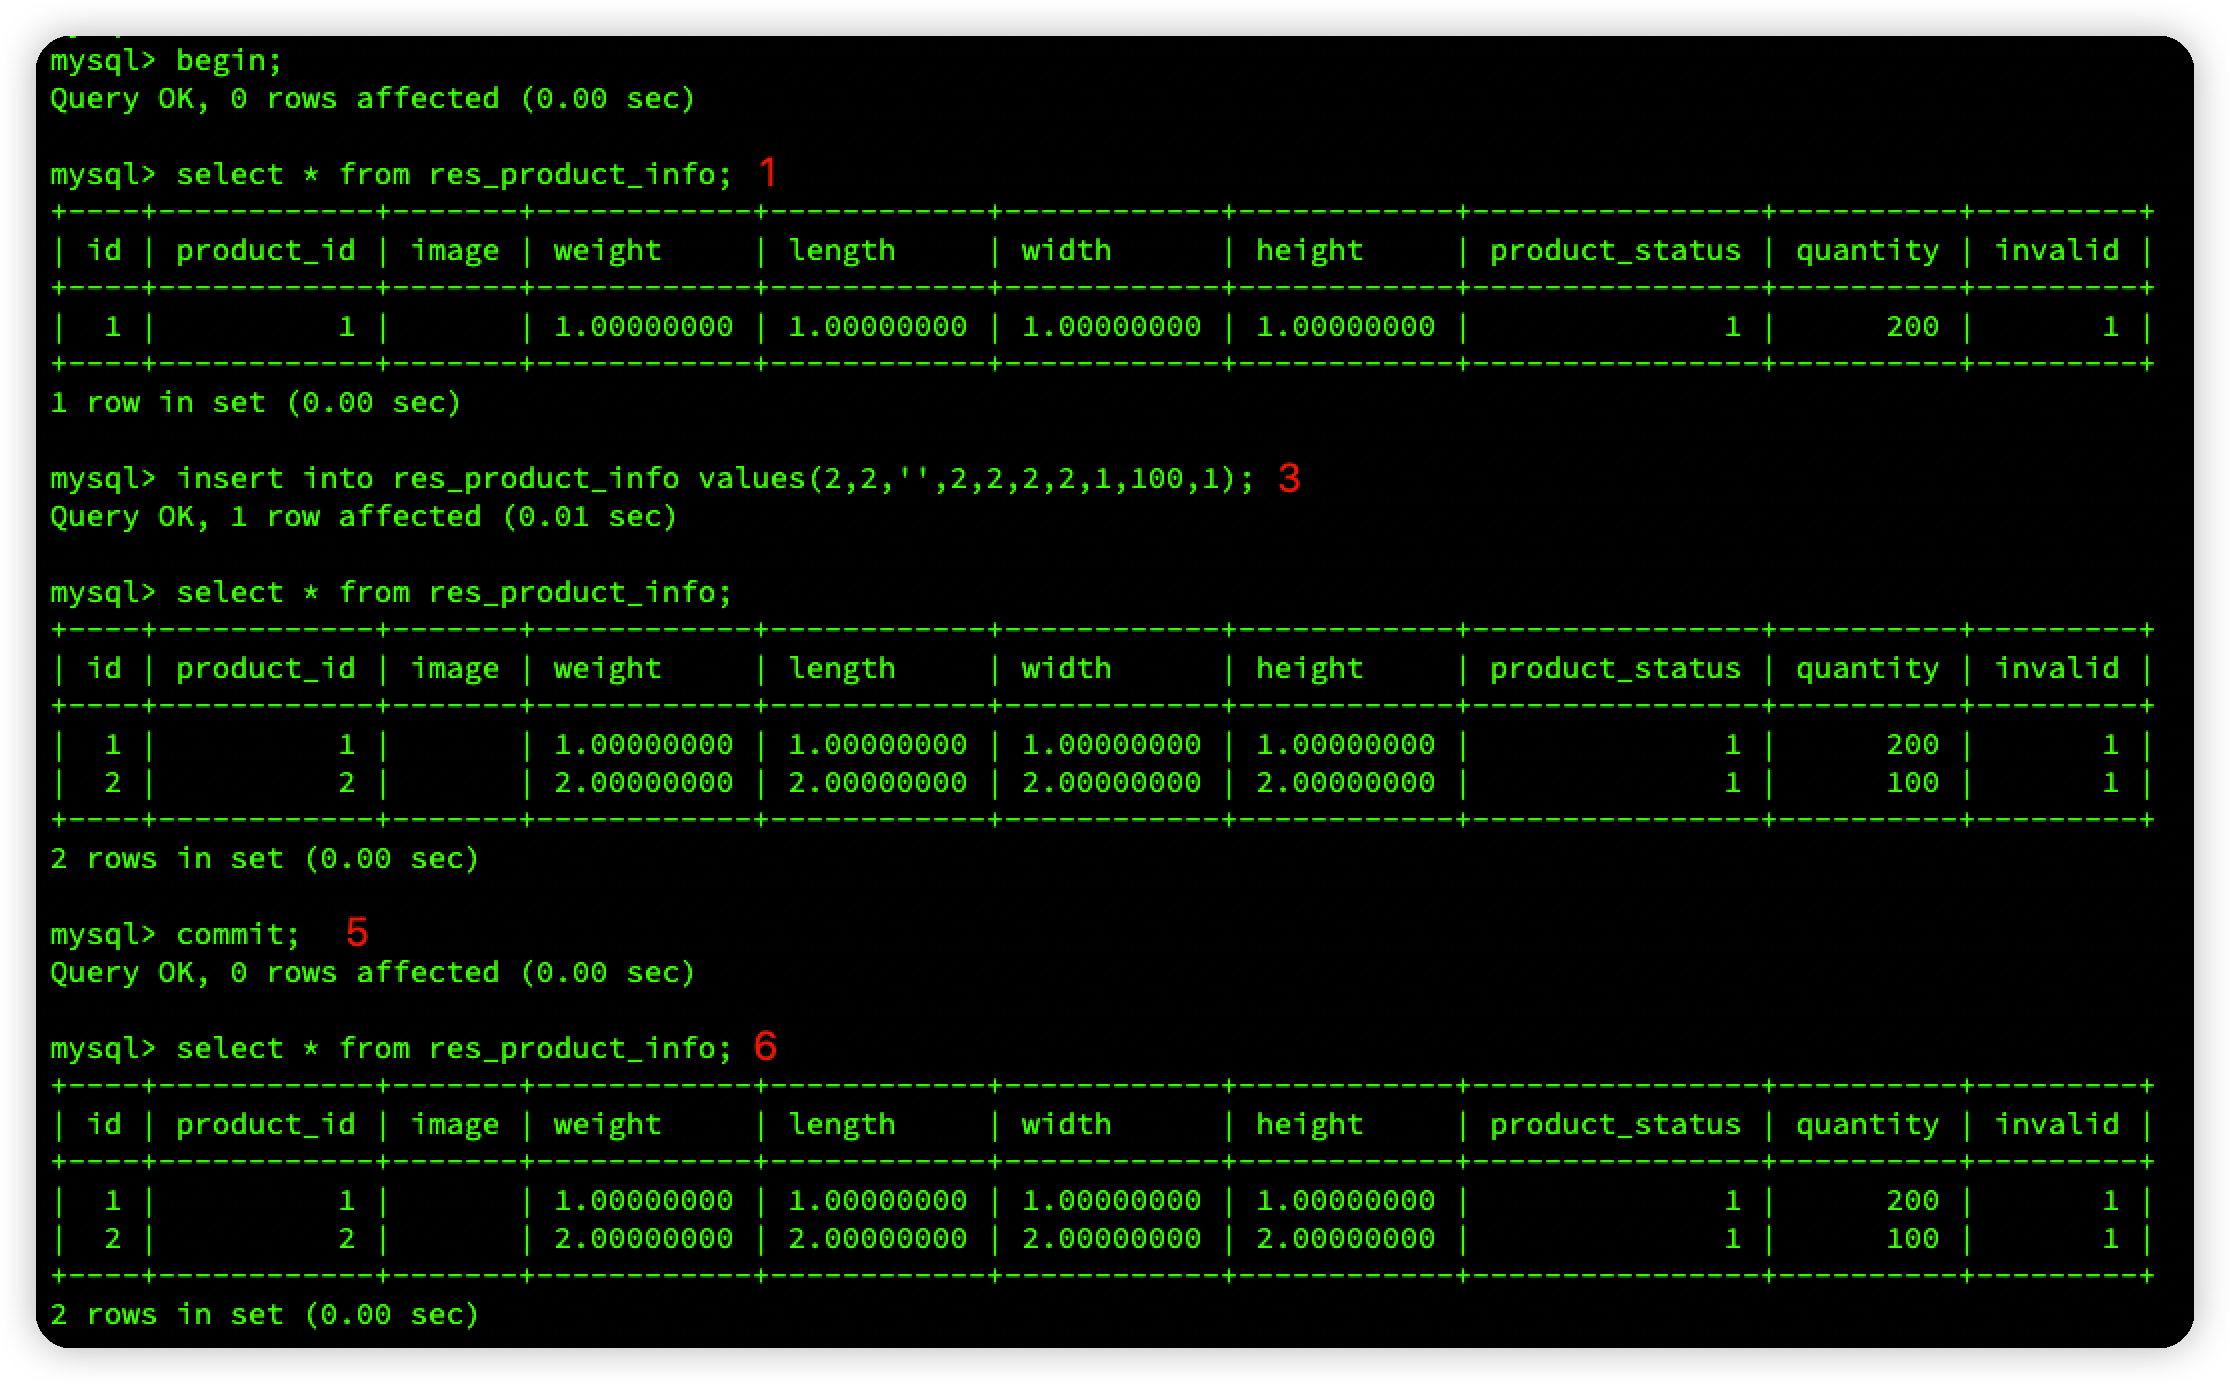 mysql> begin;
Query OK, 0 rows affected (0.00 sec)
mysql> select * from res_product_info; 1
+----+------------+-------+------------+------------+------------+------------+----------------+----------+---------+
| id | product_id | image | weight     | length     | width      | height     | product_status | quantity | invalid |
+----+------------+-------+------------+------------+------------+------------+----------------+----------+---------+
|  1 |          1 |       | 1.00000000 | 1.00000000 | 1.00000000 | 1.00000000 |              1 |      200 |       1 |
+----+------------+-------+------------+------------+------------+------------+----------------+----------+---------+
1 row in set (0.00 sec)
mysql> insert into res_product_info values(2,2,'',2,2,2,2,1,100,1); 3
Query OK, 1 row affected (0.01 sec)
mysql> select * from res_product_info;
+----+------------+-------+------------+------------+------------+------------+----------------+----------+---------+
| id | product_id | image | weight     | length     | width      | height     | product_status | quantity | invalid |
+----+------------+-------+------------+------------+------------+------------+----------------+----------+---------+
|  1 |          1 |       | 1.00000000 | 1.00000000 | 1.00000000 | 1.00000000 |              1 |      200 |       1 |
|  2 |          2 |       | 2.00000000 | 2.00000000 | 2.00000000 | 2.00000000 |              1 |      100 |       1 |
+----+------------+-------+------------+------------+------------+------------+----------------+----------+---------+
2 rows in set (0.00 sec)
mysql> commit; 5
Query OK, 0 rows affected (0.00 sec)
mysql> select * from res_product_info; 6
+----+------------+-------+------------+------------+------------+------------+----------------+----------+---------+
| id | product_id | image | weight     | length     | width      | height     | product_status | quantity | invalid |
+----+------------+-------+------------+------------+------------+------------+----------------+----------+---------+
|  1 |          1 |       | 1.00000000 | 1.00000000 | 1.00000000 | 1.00000000 |              1 |      200 |       1 |
|  2 |          2 |       | 2.00000000 | 2.00000000 | 2.00000000 | 2.00000000 |              1 |      100 |       1 |
+----+------------+-------+------------+------------+------------+------------+----------------+----------+---------+
2 rows in set (0.00 sec)